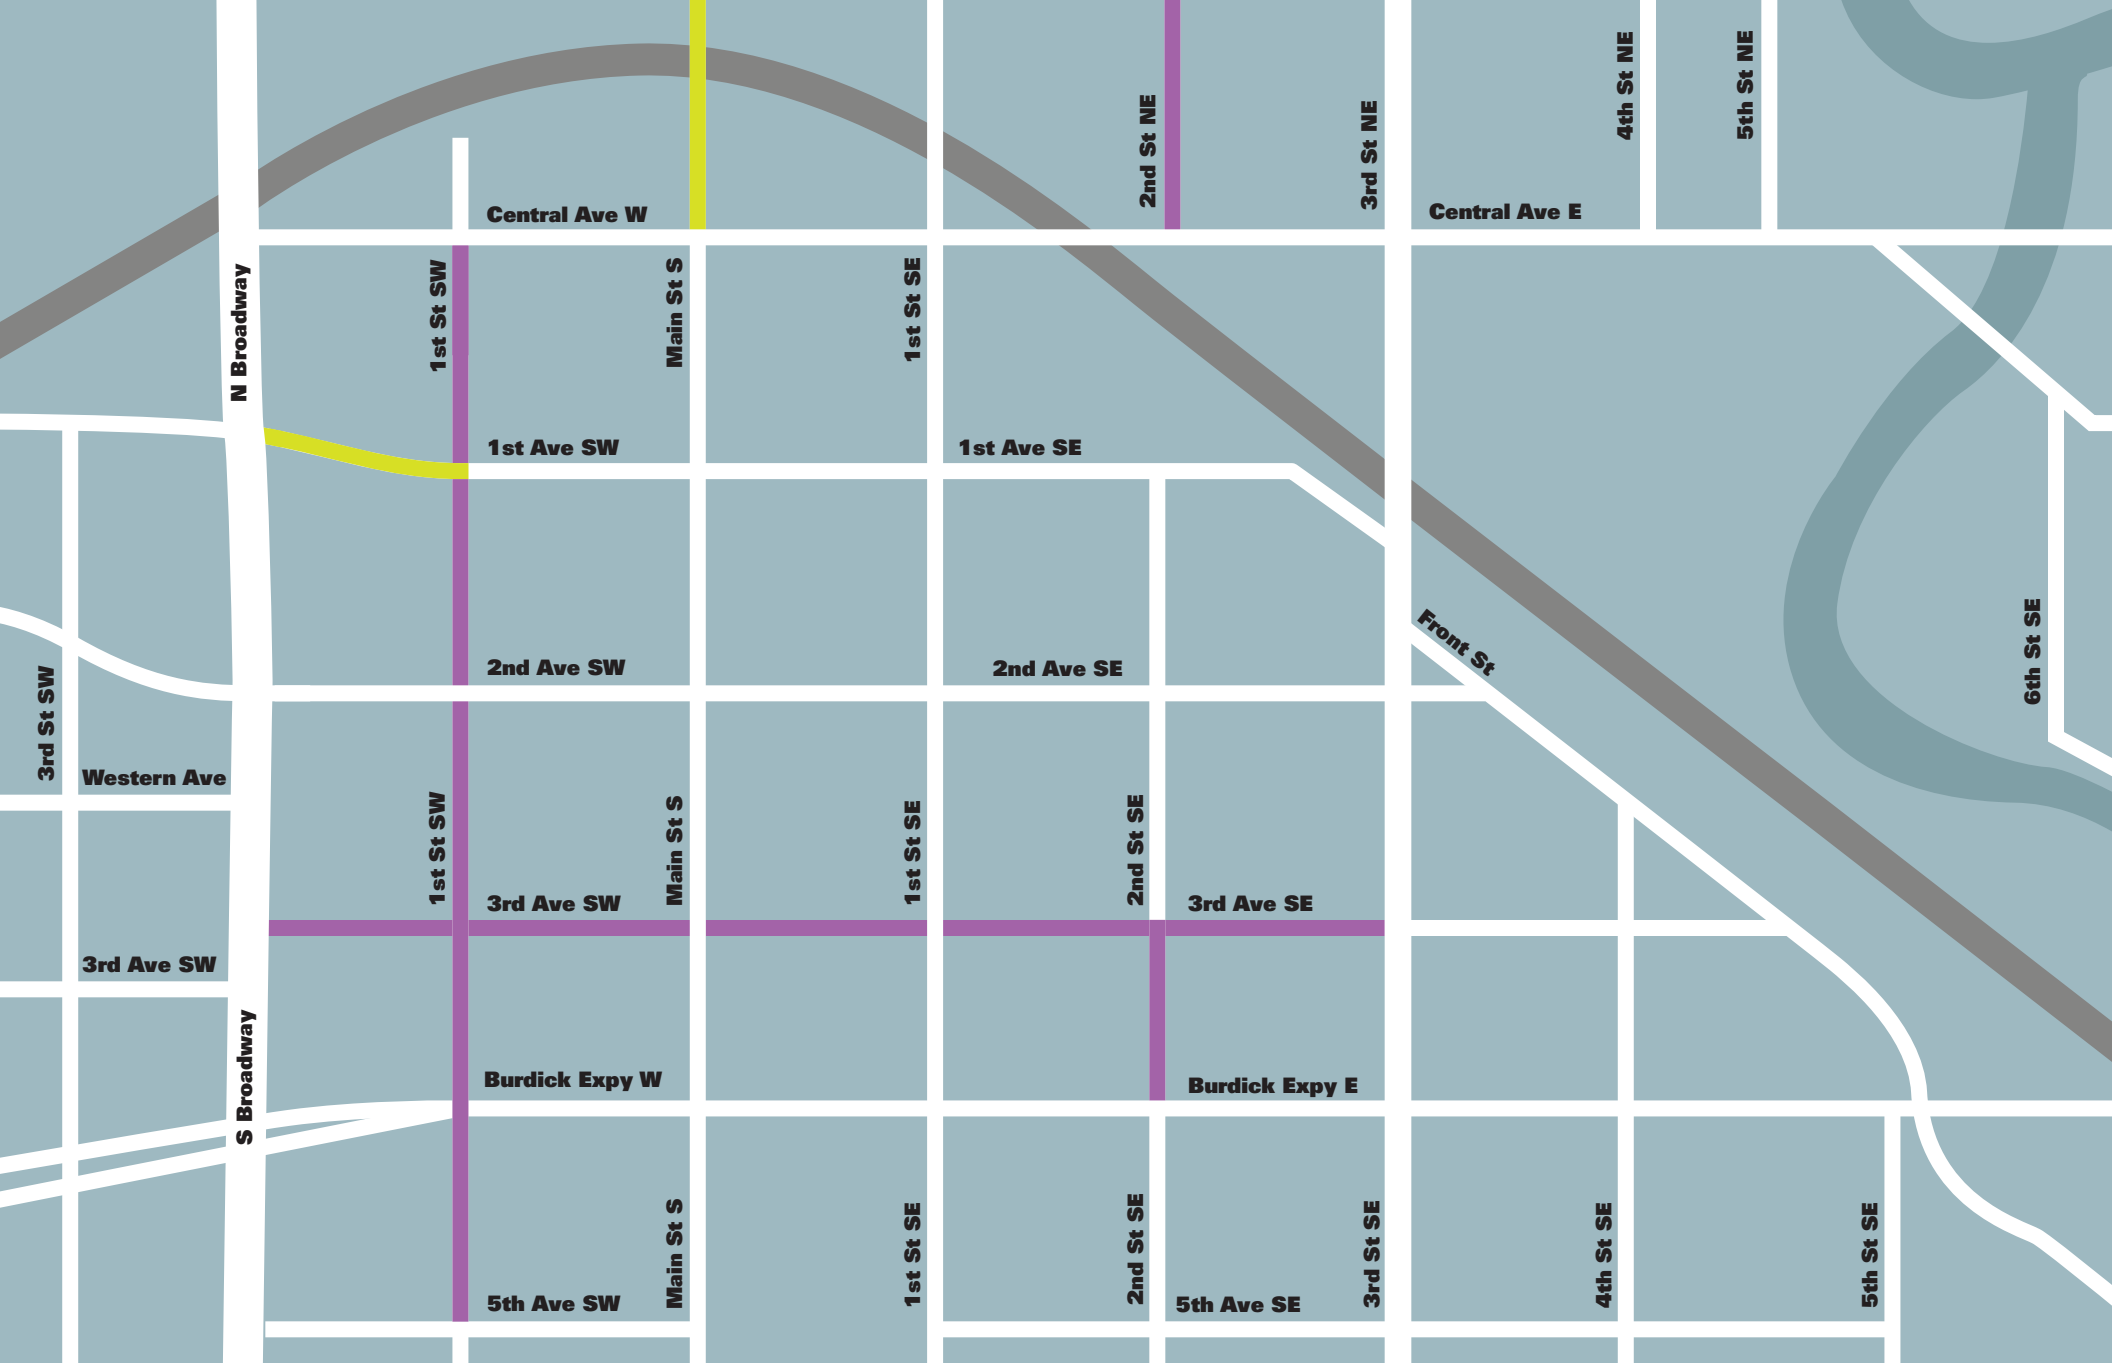 4th St NE
5th St NE
2nd St NE
3rd St NE
Central Ave W
Central Ave E
N Broadway
1st St SW
Main St S
1st St SE
1st Ave SW
1st Ave SE
Front St
6th St SE
2nd Ave SW
2nd Ave SE
3rd St SW
Western Ave
1st St SW
Main St S
1st St SE
2nd St SE
3rd Ave SW
3rd Ave SE
3rd Ave SW
S Broadway
Burdick Expy W
Burdick Expy E
Main St S
1st St SE
2nd St SE
3rd St SE
4th St SE
5th St SE
5th Ave SW
5th Ave SE